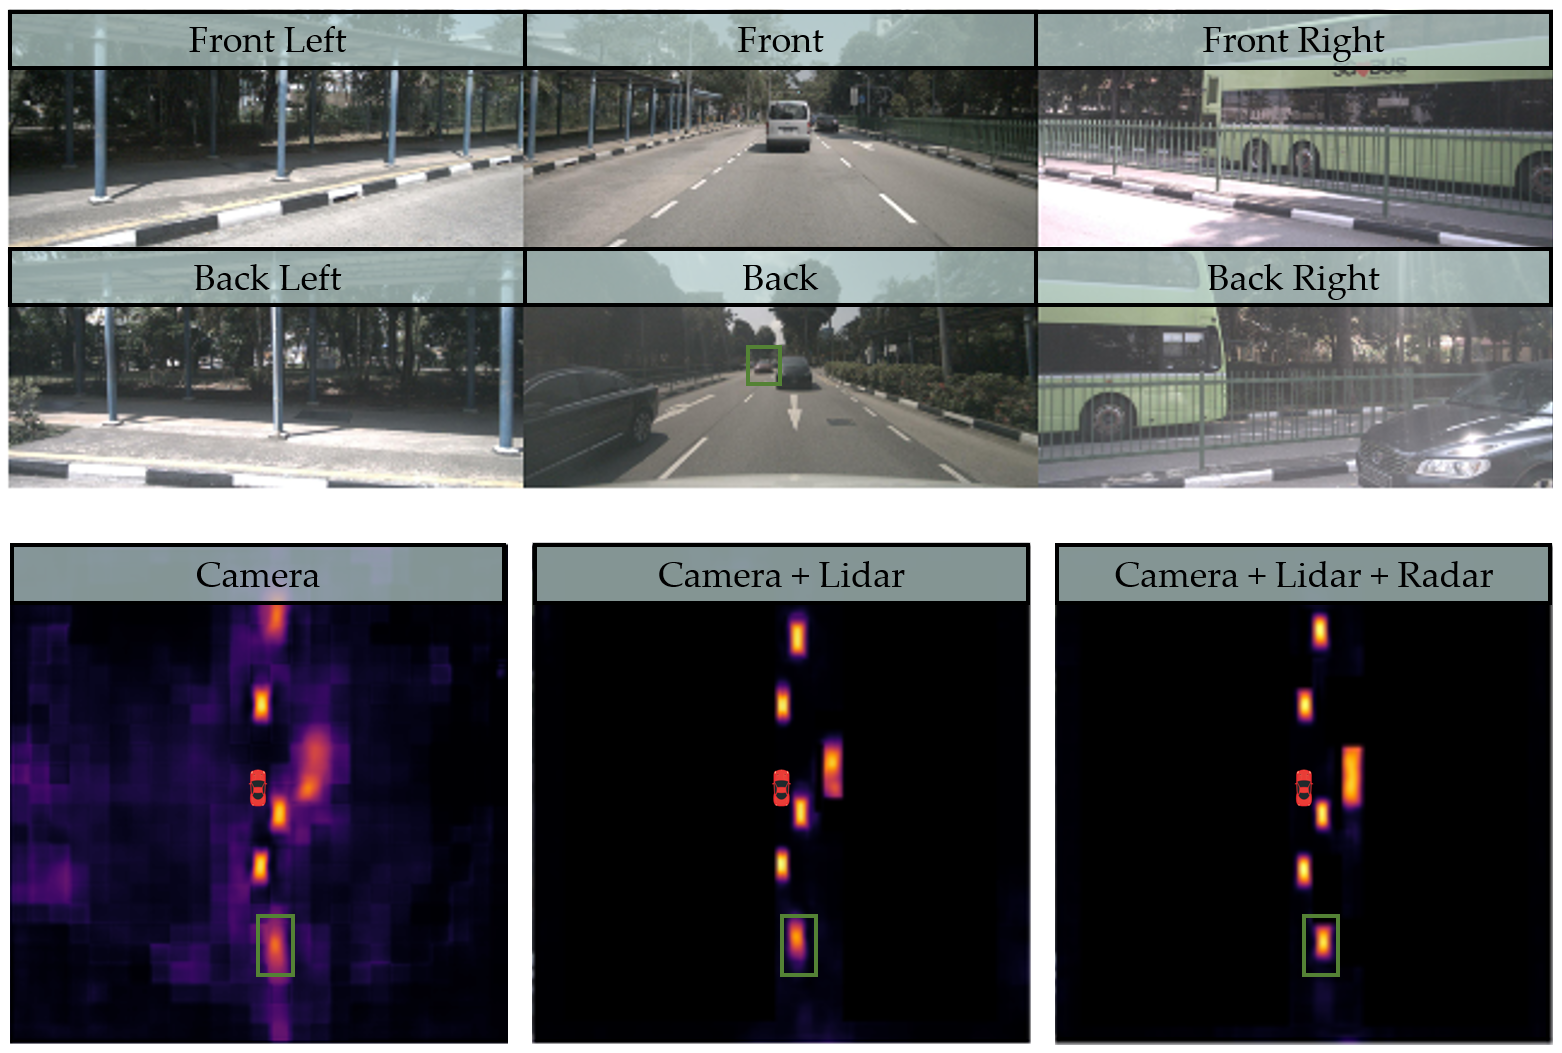 Front Left
Front
Front Right
Back Left
Back
Back Right
Camera
Camera + Lidar
Camera + Lidar + Radar